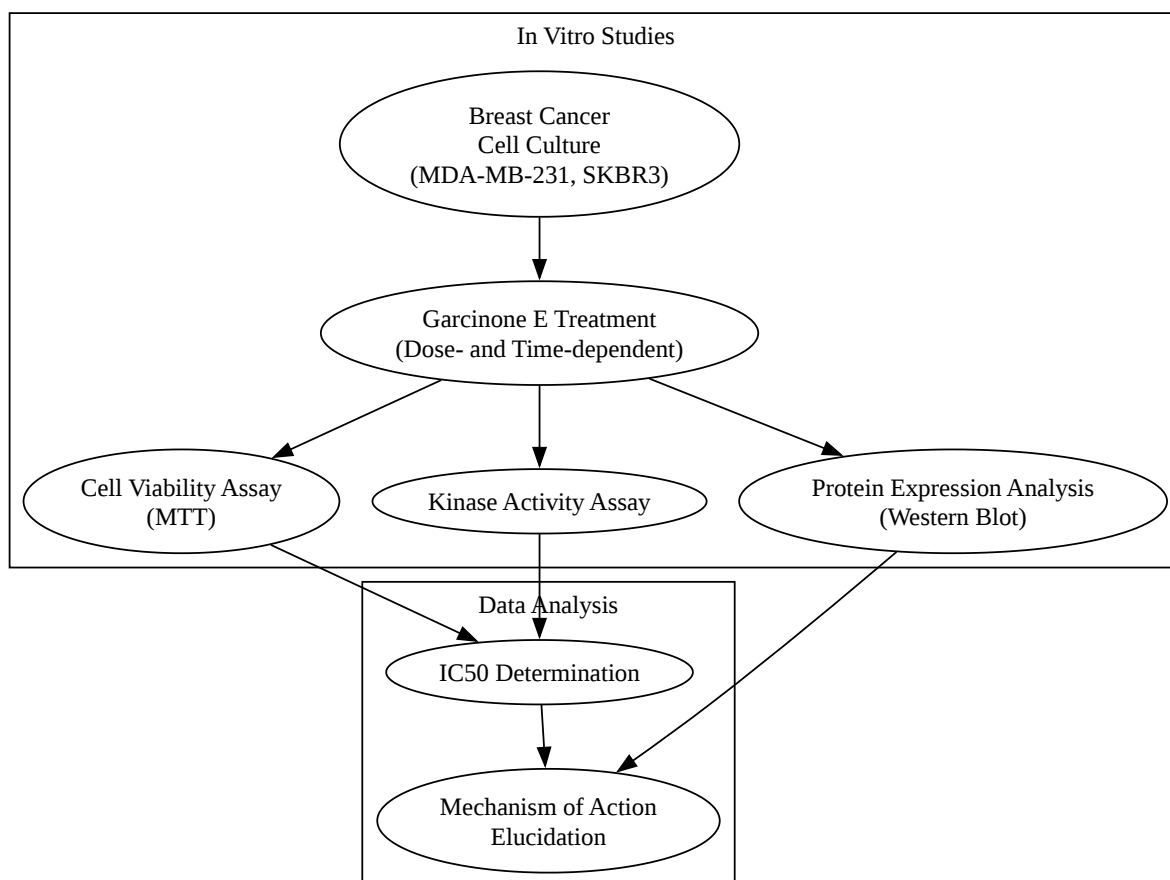 In Vitro Studies
Breast Cancer
Cell Culture
(MDA-MB-231, SKBR3)
Garcinone E Treatment
(Dose- and Time-dependent)
Cell Viability Assay
(MTT)
Kinase Activity Assay
Protein Expression Analysis
(Western Blot)
Data Analysis
IC50 Determination
Mechanism of Action
Elucidation